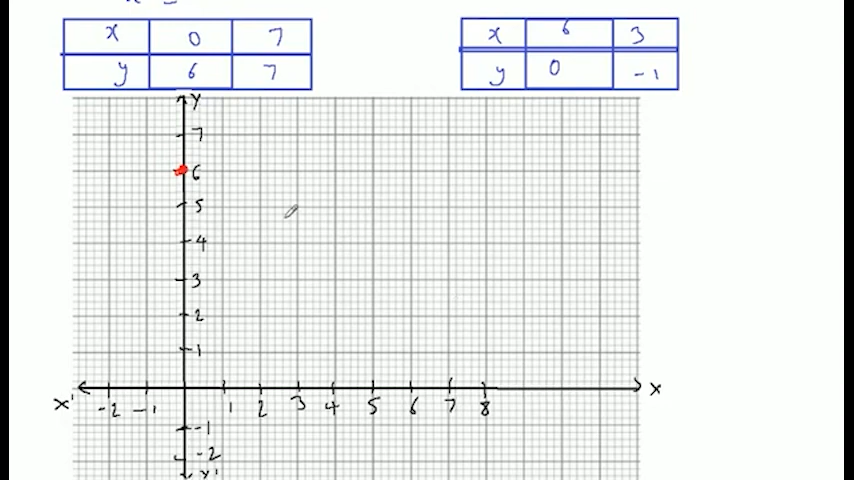 x 0 7
y 6 7
x 6 3
y 0 -1
Y
7
6
5
4
3
2
1
X' -2 -1 1 2 3 4 5 6 7 8 X
-1
-2
Y'